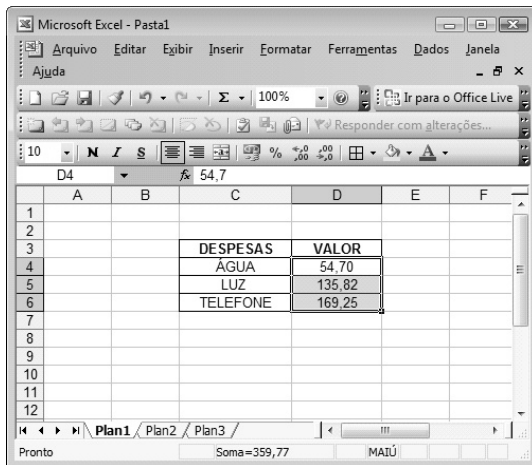 Microsoft Excel - Pasta1
Arquivo Editar Exibir Inserir Formatar Ferramentas Dados Janela
Ajuda
Σ 100% Ir para o Office Live
Responder com alterações...
10 N I S % A
D4 fx 54,7
A B C D E F
1
2
3 DESPESAS VALOR
4 ÁGUA 54,70
5 LUZ 135,82
6 TELEFONE 169,25
7
8
9
10
11
12
Plan1 Plan2 Plan3
Pronto Soma=359,77 MAIÚ